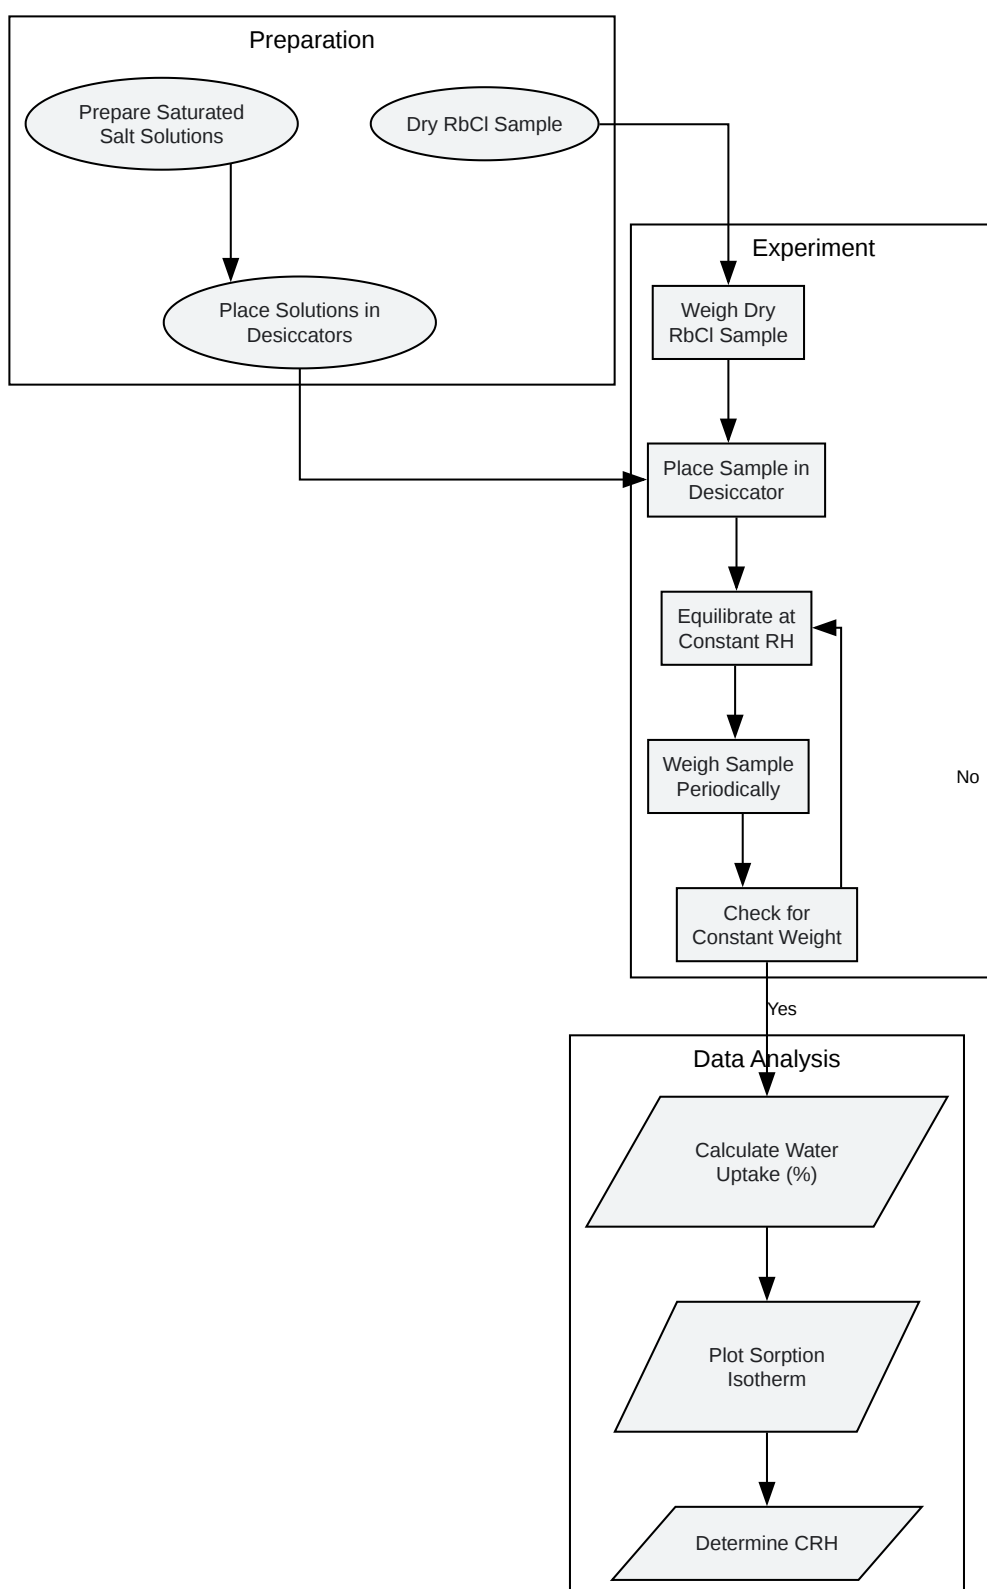 Preparation
Prepare Saturated
Salt Solutions
Dry RbCl Sample
Place Solutions in
Desiccators
Experiment
Weigh Dry
RbCl Sample
Place Sample in
Desiccator
Equilibrate at
Constant RH
Weigh Sample
Periodically
No
Check for
Constant Weight
Yes
Data Analysis
Calculate Water
Uptake (%)
Plot Sorption
Isotherm
Determine CRH